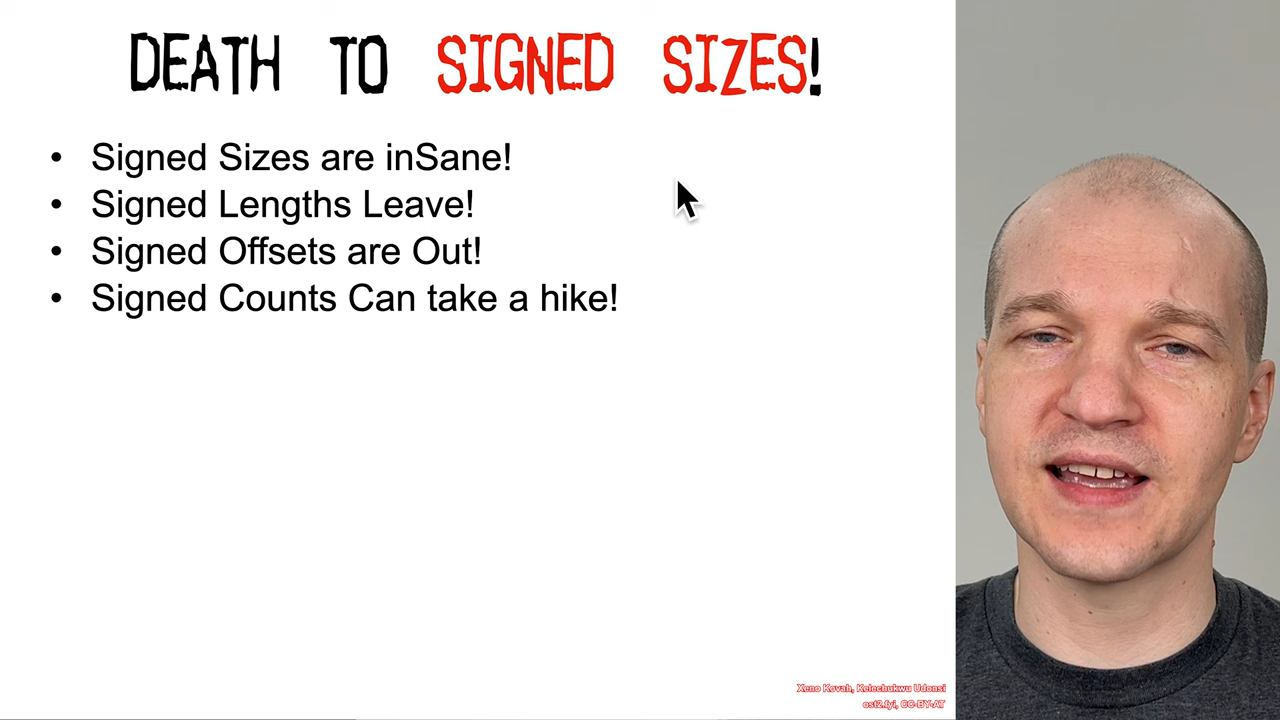 DEATH TO SIGNED SIZES!
• Signed Sizes are inSane!
• Signed Lengths Leave!
• Signed Offsets are Out!
• Signed Counts Can take a hike!
Xeno Kovah, Kelechukwu Udonsi
ost2.fyi, CC-BY-AT